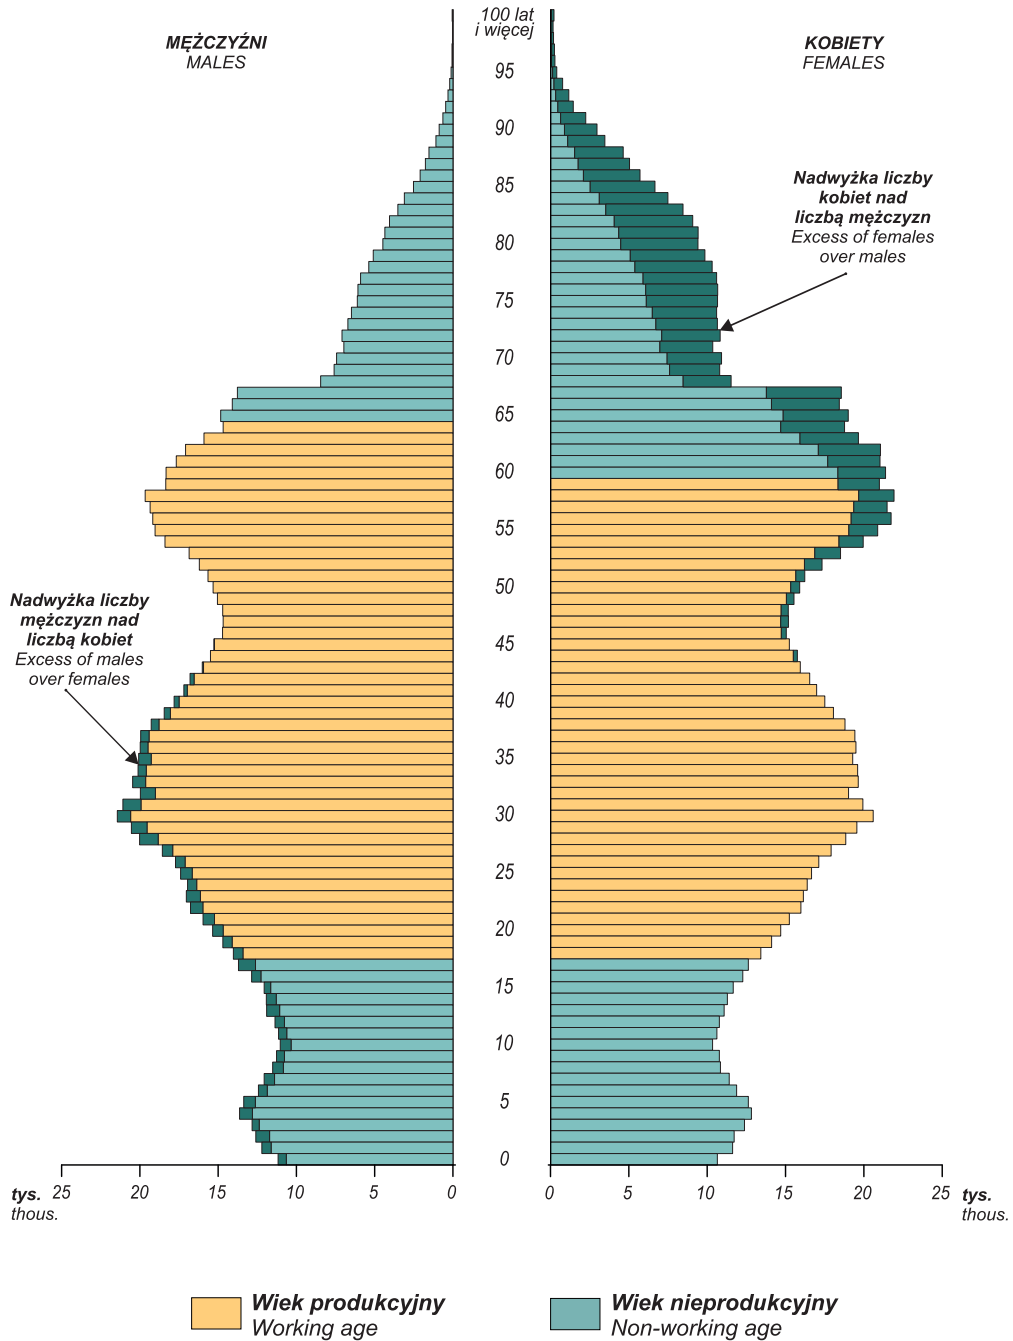 100 lat
i więcej
MĘŻCZYŹNI
MALES
KOBIETY
FEMALES
95
90
85
80
75
70
65
60
55
50
45
40
35
30
25
20
15
10
5
0
Nadwyżka liczby
kobiet nad
liczbą mężczyzn
Excess of females
over males
Nadwyżka liczby
mężczyzn nad
liczbą kobiet
Excess of males
over females
tys. 25 20 15 10 5 0
thous.
0 5 10 15 20 25 tys.
thous.
Wiek produkcyjny
Working age
Wiek nieprodukcyjny
Non-working age